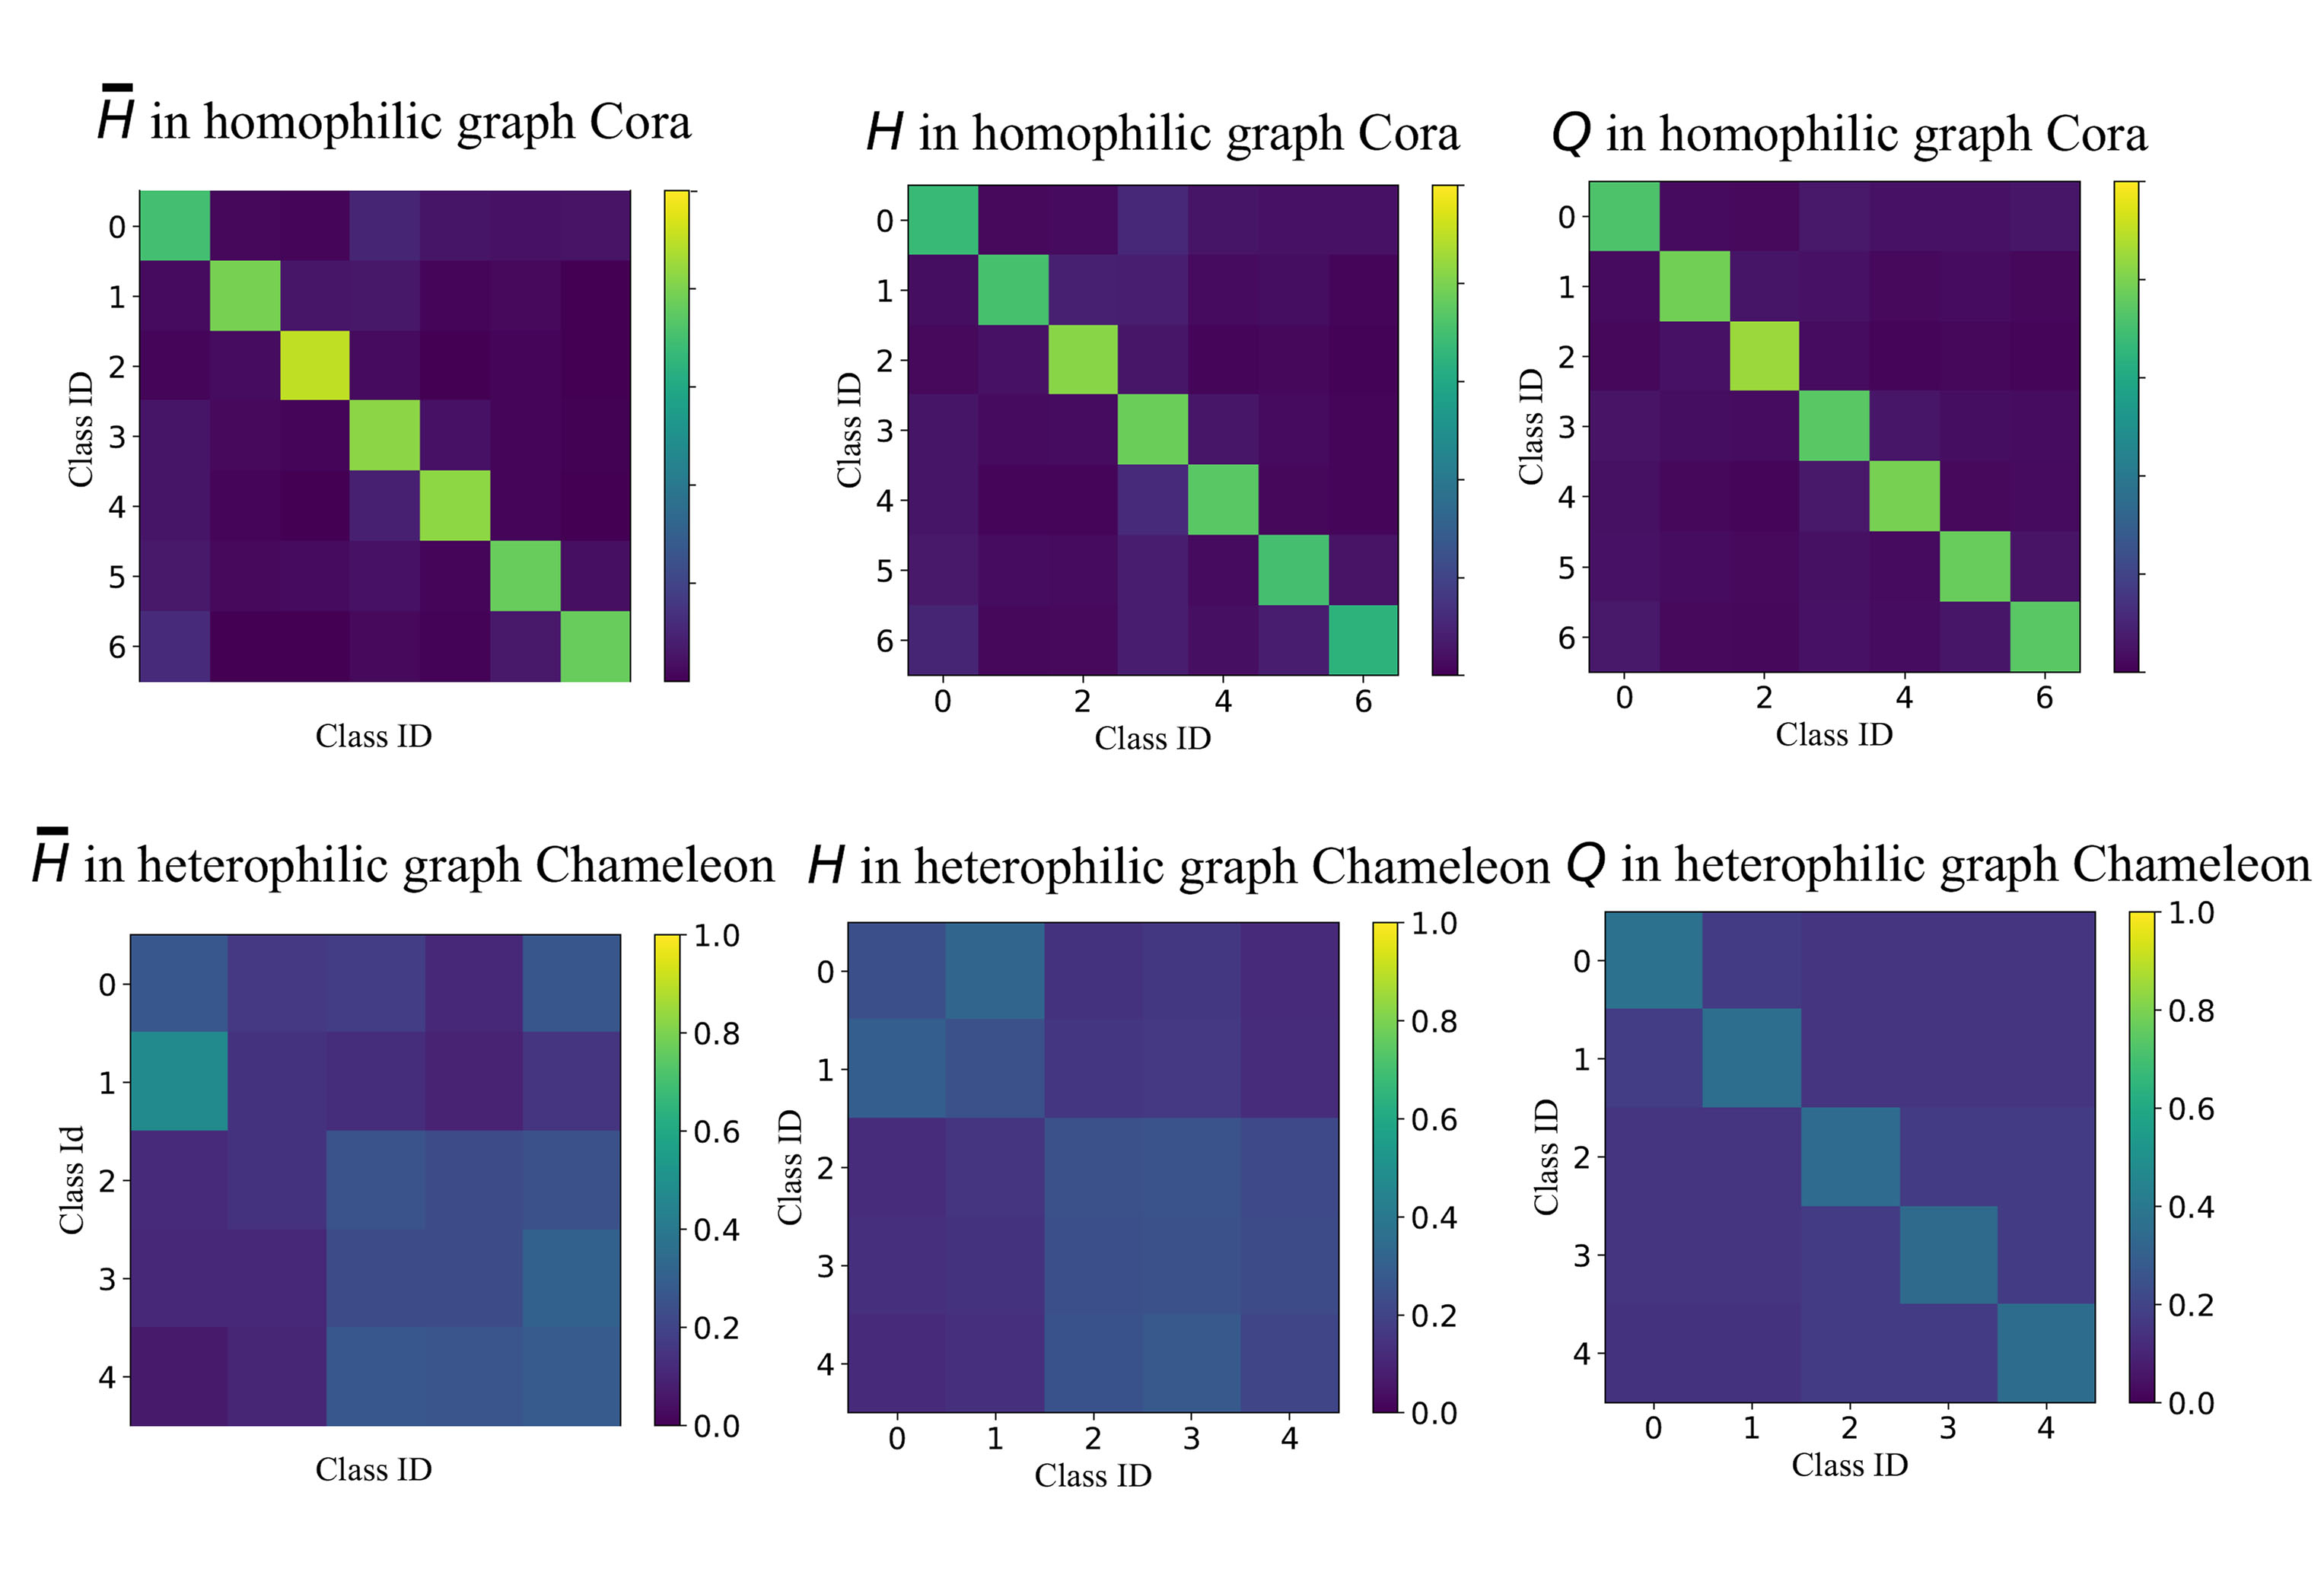 H̅ in homophilic graph Cora
H in homophilic graph Cora
Q in homophilic graph Cora
0
1
2
3
4
5
6
Class ID
Class ID
0
1
2
3
4
5
6
Class ID
0 2 4 6
Class ID
0
1
2
3
4
5
6
Class ID
0 2 4 6
Class ID
H̅ in heterophilic graph Chameleon
H in heterophilic graph Chameleon
Q in heterophilic graph Chameleon
0
1
2
3
4
Class Id
Class ID
1.0
0.8
0.6
0.4
0.2
0.0
0
1
2
3
4
Class ID
0 1 2 3 4
Class ID
1.0
0.8
0.6
0.4
0.2
0.0
0
1
2
3
4
Class ID
0 1 2 3 4
Class ID
1.0
0.8
0.6
0.4
0.2
0.0